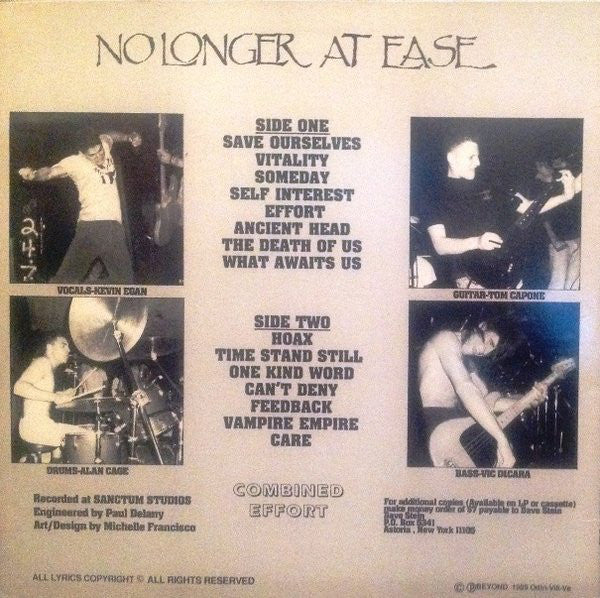 NO LONGER AT EASE
SIDE ONE
SAVE OURSELVES
VITALITY
SOMEDAY
SELF INTEREST
EFFORT
ANCIENT HEAD
THE DEATH OF US
WHAT AWAITS US
VOCALS-KEVIN EGAN
GUITAR-TOM CAPONE
SIDE TWO
HOAX
TIME STAND STILL
ONE KIND WORD
CAN'T DENY
FEEDBACK
VAMPIRE EMPIRE
CARE
DRUMS-ALAN CAGE
BASS-VIC DICARA
COMBINED
EFFORT
Recorded at SANCTUM STUDIOS
Engineered by Paul Delany
Art/Design by Michelle Francisco
For additional copies (Available on LP or cassette)
make money order of $7 payable to Dave Stein
Dave Stein
P.O. Box 6341
Astoria, New York 11106
ALL LYRICS COPYRIGHT © ALL RIGHTS RESERVED
© ℗ BEYOND 1989